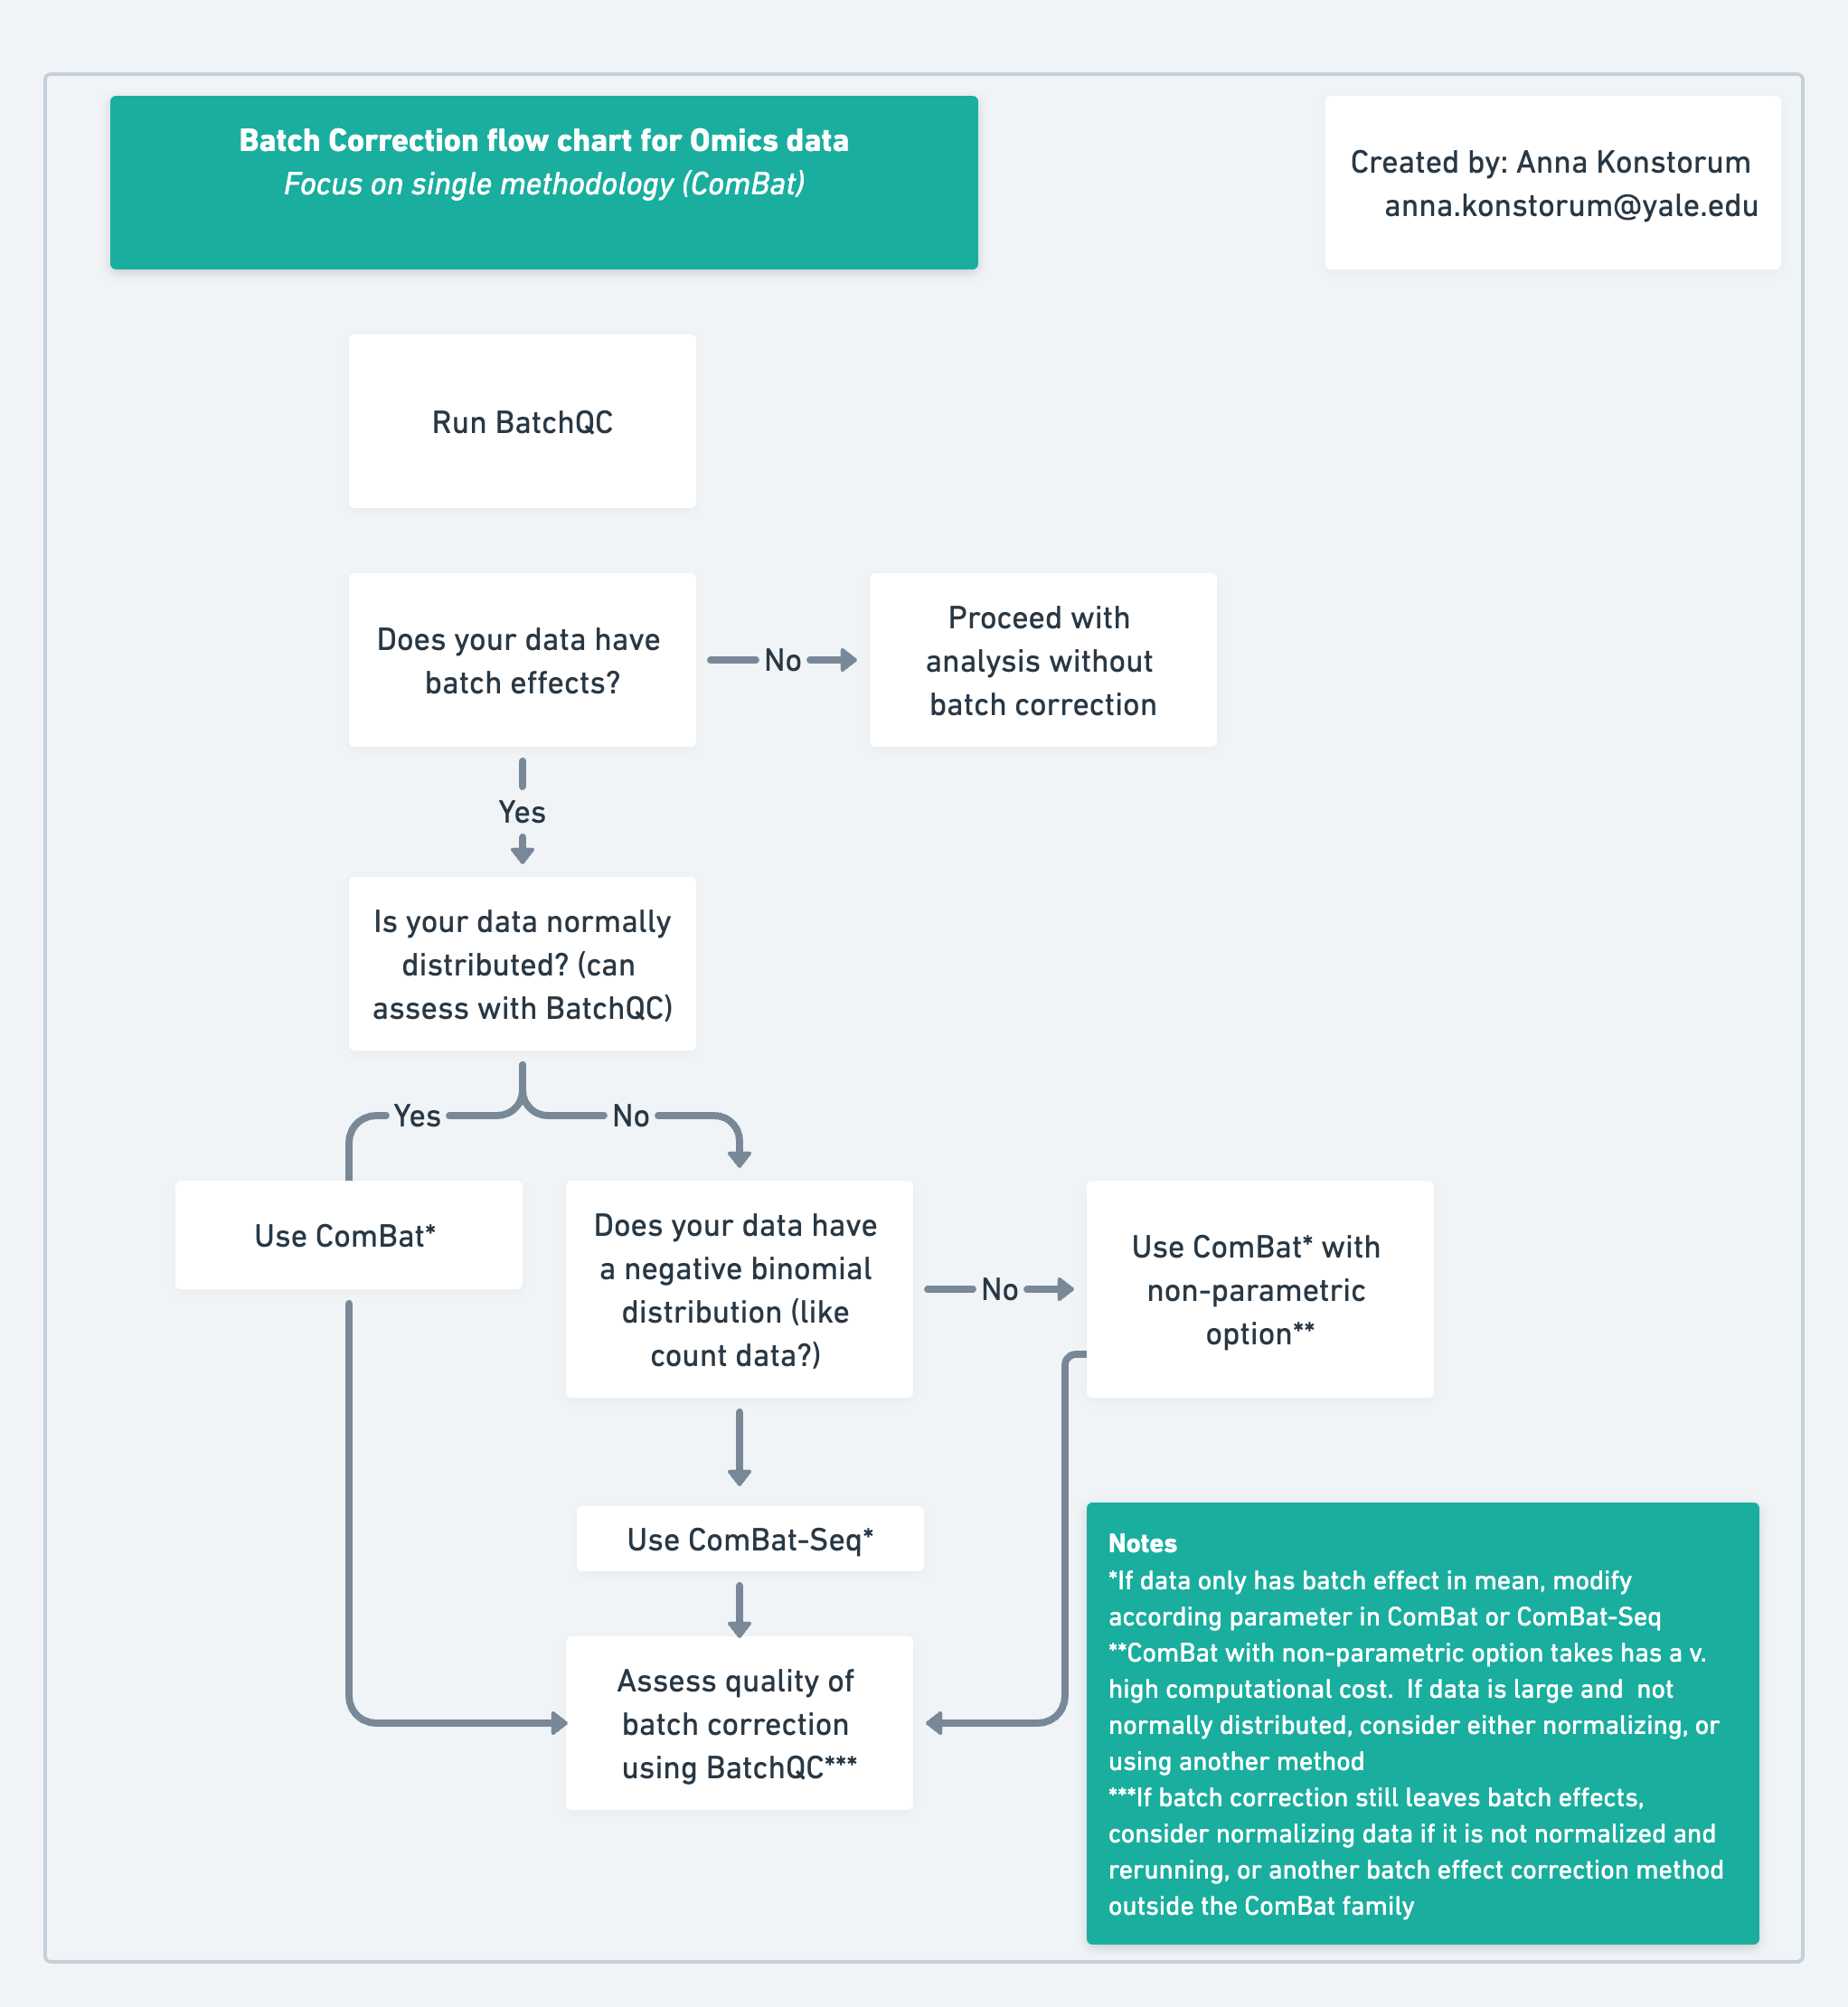 Batch Correction flow chart for Omics data
Focus on single methodology (ComBat)
Created by: Anna Konstorum
anna.konstorum@yale.edu
Run BatchQC
Does your data have
batch effects?
No
Proceed with
analysis without
batch correction
Yes
Is your data normally
distributed? (can
assess with BatchQC)
Yes
No
Use ComBat*
Does your data have
a negative binomial
distribution (like
count data?)
No
Use ComBat* with
non-parametric
option**
Use ComBat-Seq*
Assess quality of
batch correction
using BatchQC***
Notes
*If data only has batch effect in mean, modify
according parameter in ComBat or ComBat-Seq
**ComBat with non-parametric option takes has a v.
high computational cost.  If data is large and  not
normally distributed, consider either normalizing, or
using another method
***If batch correction still leaves batch effects,
consider normalizing data if it is not normalized and
rerunning, or another batch effect correction method
outside the ComBat family